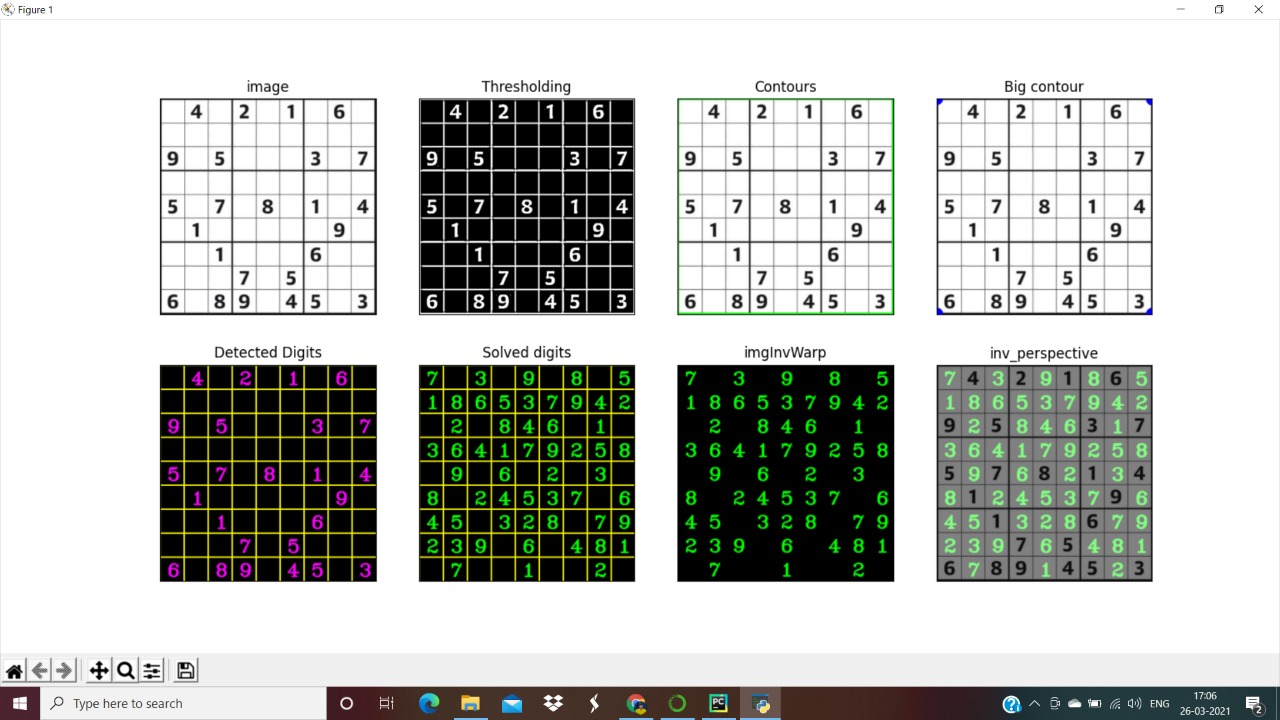 Figure 1
image Thresholding Contours Big contour
4 2 1 6 4 2 1 6 4 2 1 6 4 2 1 6
9 5 3 7 9 5 3 7 9 5 3 7 9 5 3 7
5 7 8 1 4 5 7 8 1 4 5 7 8 1 4 5 7 8 1 4
1 9 1 9 1 9 1 9
1 6 1 6 1 6 1 6
7 5 7 5 7 5 7 5
6 8 9 4 5 3 6 8 9 4 5 3 6 8 9 4 5 3 6 8 9 4 5 3
Detected Digits Solved digits imgInvWarp inv_perspective
4 2 1 6 7 3 9 8 5 7 3 9 8 5 7 4 3 2 9 1 8 6 5
1 8 6 5 3 7 9 4 2 1 8 6 5 3 7 9 4 2 1 8 6 5 3 7 9 4 2
9 5 3 7 2 8 4 6 1 2 8 4 6 1 9 2 5 8 4 6 3 1 7
3 6 4 1 7 9 2 5 8 3 6 4 1 7 9 2 5 8 3 6 4 1 7 9 2 5 8
5 7 8 1 4 9 6 2 3 9 6 2 3 5 9 7 6 8 2 1 3 4
1 9 8 2 4 5 3 7 6 8 2 4 5 3 7 6 8 1 2 4 5 3 7 9 6
1 6 4 5 3 2 8 7 9 4 5 3 2 8 7 9 4 5 1 3 2 8 6 7 9
7 5 2 3 9 6 4 8 1 2 3 9 6 4 8 1 2 3 9 7 6 5 4 8 1
6 8 9 4 5 3 7 1 2 7 1 2 6 7 8 9 1 4 5 2 3
Type here to search
PC
ENG
17:06
26-03-2021
2